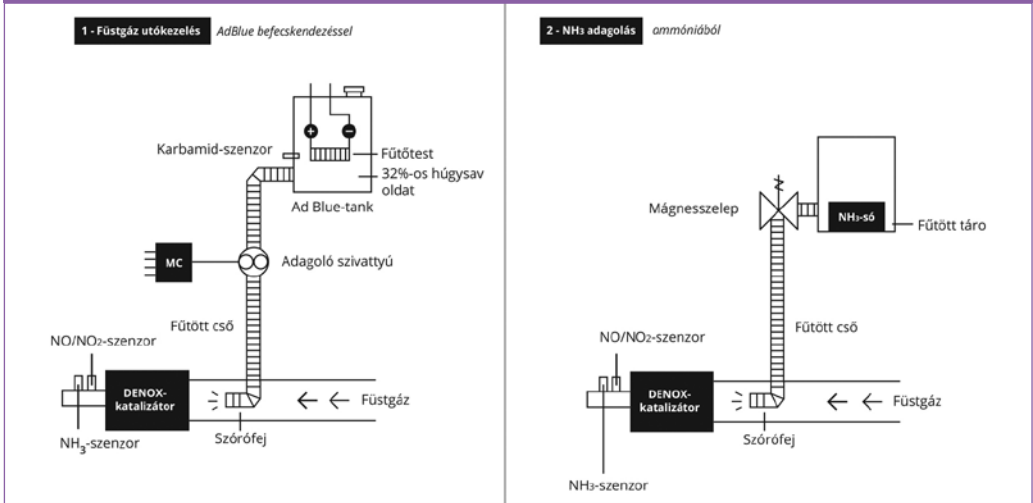 1 - Füstgáz utókezelés AdBlue befecskendezéssel
Karbamid-szenzor
+
−
Fűtőtest
32%-os húgysav
oldat
Ad Blue-tank
MC
Adagoló szivattyú
Fűtött cső
NO/NO₂-szenzor
DENOX-
katalizátor
Füstgáz
Szórófej
NH₃-szenzor
2 - NH₃ adagolás ammóniából
Mágnesszelep
NH₃-só
Fűtött táro
Fűtött cső
NO/NO₂-szenzor
DENOX-
katalizátor
Füstgáz
Szórófej
NH₃-szenzor